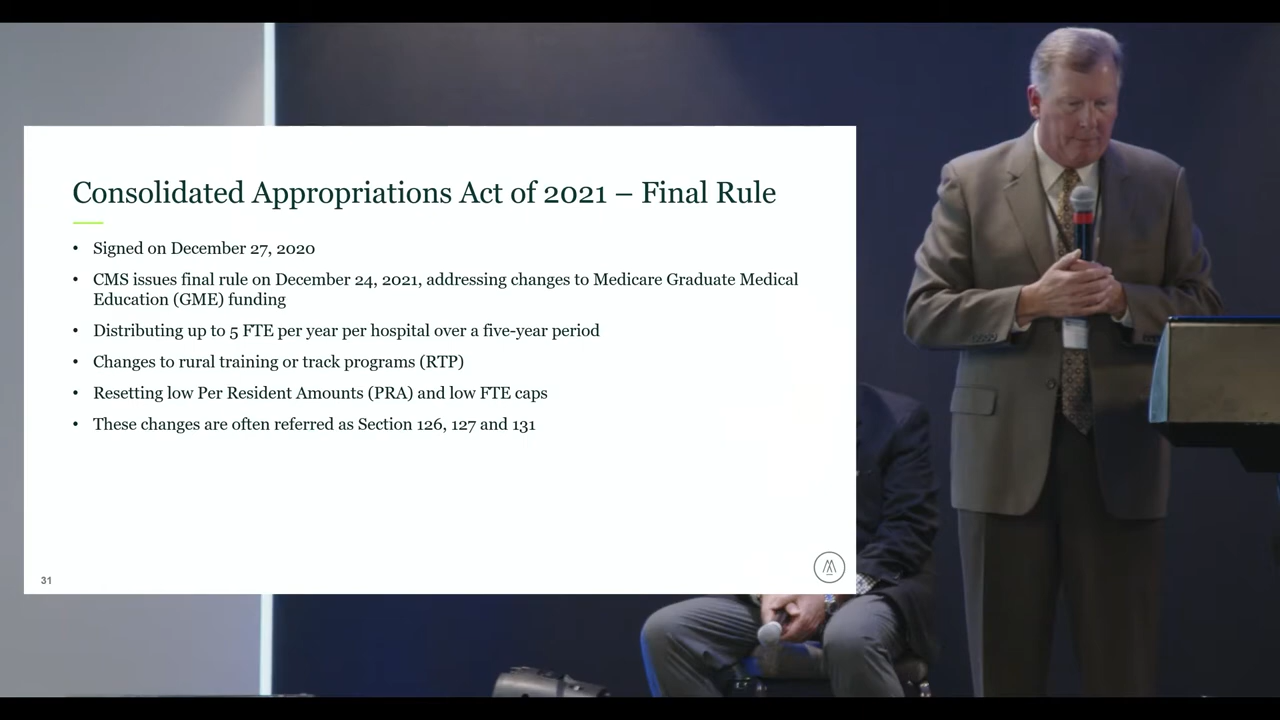 Consolidated Appropriations Act of 2021 – Final Rule
• Signed on December 27, 2020
• CMS issues final rule on December 24, 2021, addressing changes to Medicare Graduate Medical
Education (GME) funding
• Distributing up to 5 FTE per year per hospital over a five-year period
• Changes to rural training or track programs (RTP)
• Resetting low Per Resident Amounts (PRA) and low FTE caps
• These changes are often referred as Section 126, 127 and 131
31